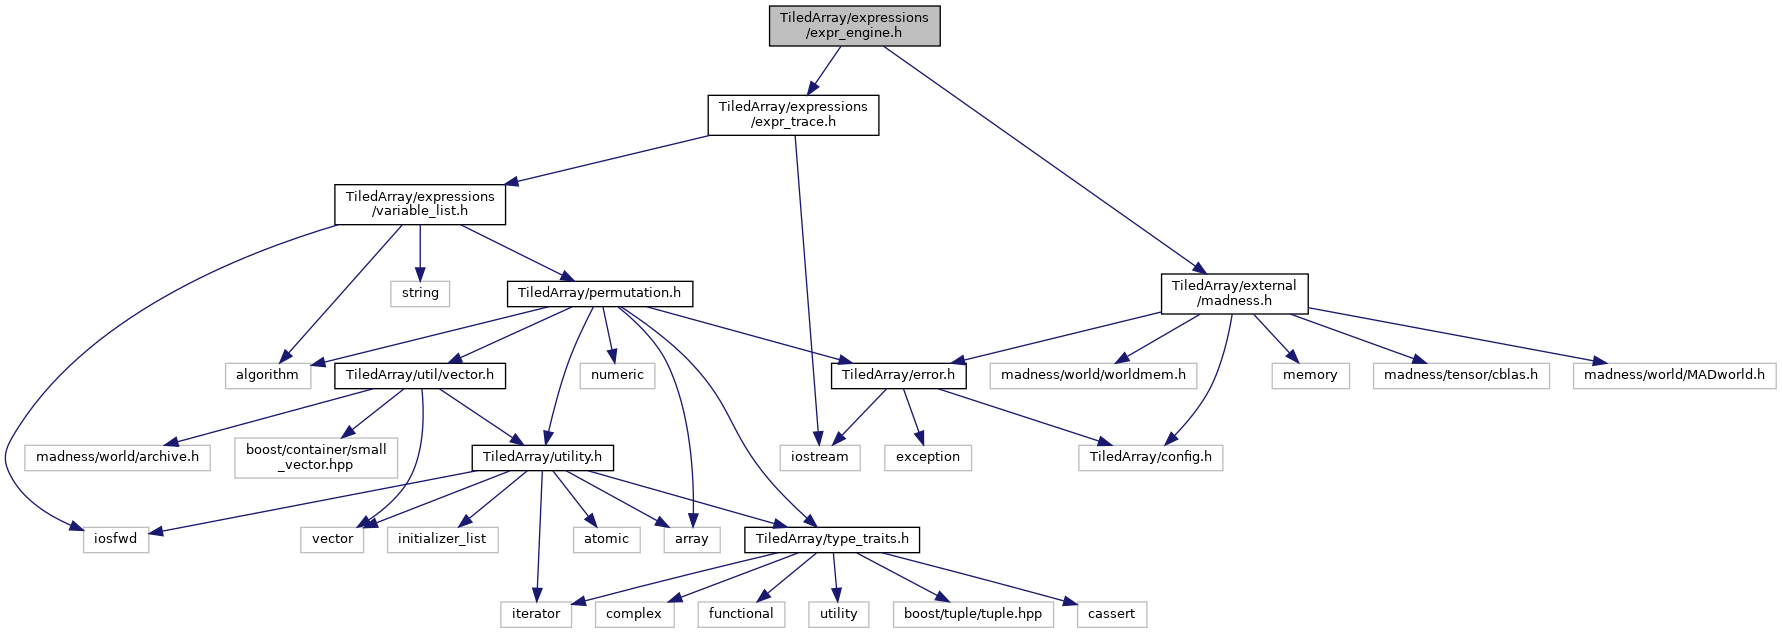 TiledArray/expressions
/expr_engine.h
TiledArray/expressions
/expr_trace.h
TiledArray/expressions
/variable_list.h
string
TiledArray/permutation.h
TiledArray/external
/madness.h
algorithm
TiledArray/util/vector.h
numeric
TiledArray/error.h
madness/world/worldmem.h
memory
madness/tensor/cblas.h
madness/world/MADworld.h
madness/world/archive.h
boost/container/small
_vector.hpp
TiledArray/utility.h
iostream
exception
TiledArray/config.h
iosfwd
vector
initializer_list
atomic
array
TiledArray/type_traits.h
iterator
complex
functional
utility
boost/tuple/tuple.hpp
cassert